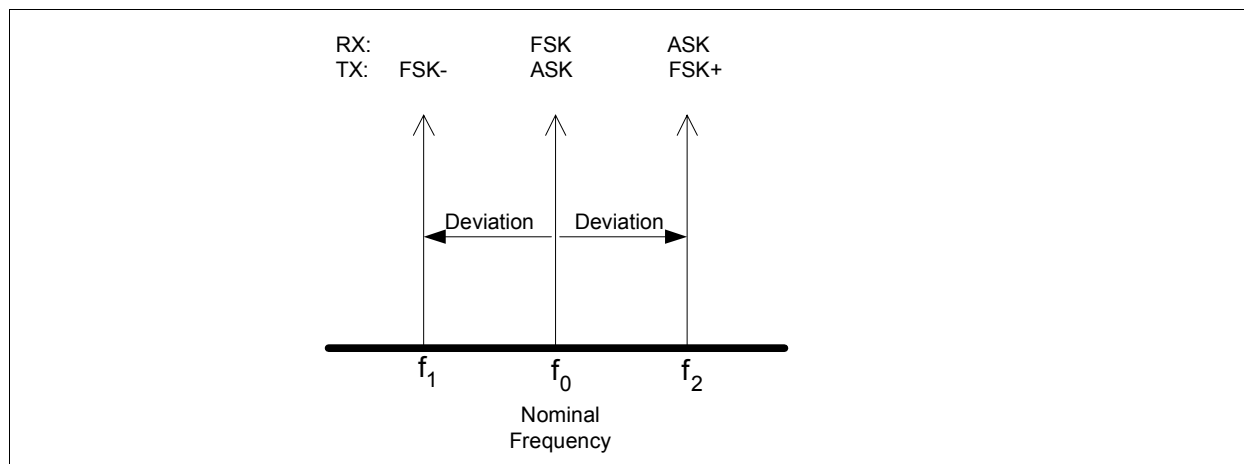 RX: FSK ASK
TX: FSK- ASK FSK+
Deviation Deviation
f1 f0 f2
Nominal
Frequency